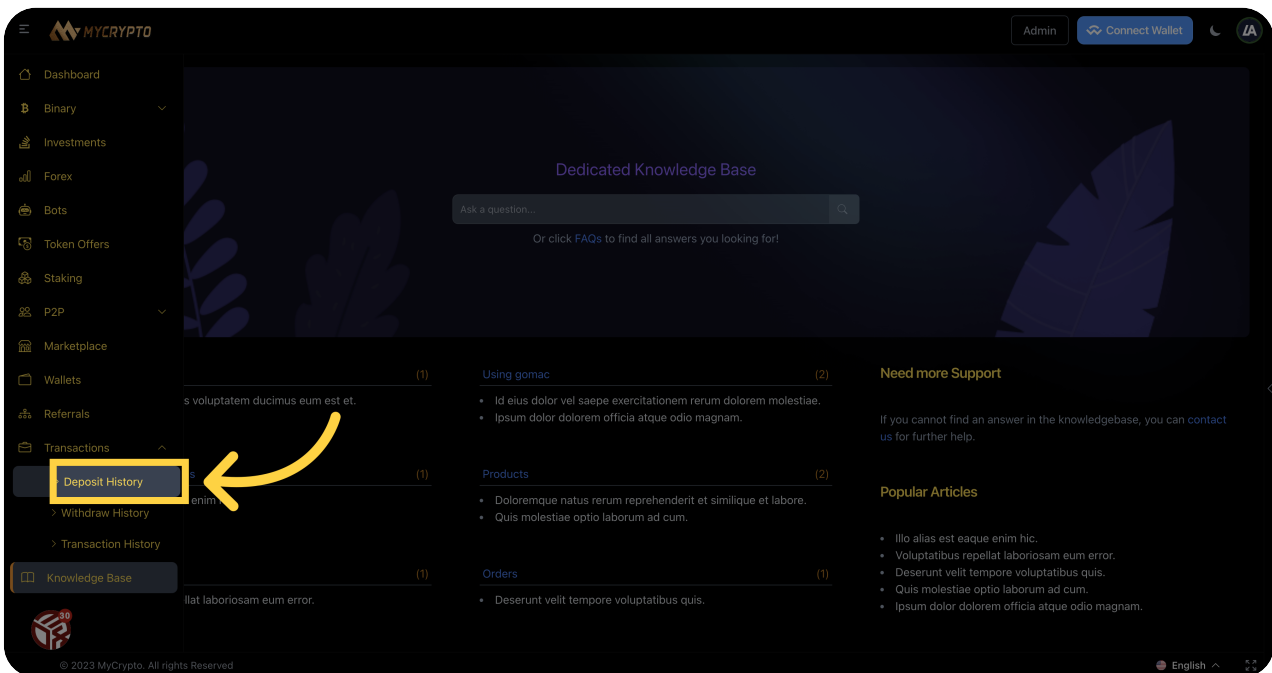 MYCRYPTO
Admin
Connect Wallet
Dashboard
Binary
Investments
Forex
Bots
Token Offers
Staking
P2P
Marketplace
Wallets
Referrals
Transactions
> Deposit History
> Withdraw History
> Transaction History
Knowledge Base
30
Dedicated Knowledge Base
Ask a question...
Or click FAQs to find all answers you looking for!
(1)
s voluptatem ducimus eum est et.
s (1)
enim
(1)
llat laboriosam eum error.
Using gomac (2)
• Id eius dolor vel saepe exercitationem rerum dolorem molestiae.
• Ipsum dolor dolorem officia atque odio magnam.
Products (2)
• Doloremque natus rerum reprehenderit et similique et labore.
• Quis molestiae optio laborum ad cum.
Orders (1)
• Deserunt velit tempore voluptatibus quis.
Need more Support
If you cannot find an answer in the knowledgebase, you can contact
us for further help.
Popular Articles
• Illo alias est eaque enim hic.
• Voluptatibus repellat laboriosam eum error.
• Deserunt velit tempore voluptatibus quis.
• Quis molestiae optio laborum ad cum.
• Ipsum dolor dolorem officia atque odio magnam.
© 2023 MyCrypto. All rights Reserved
English